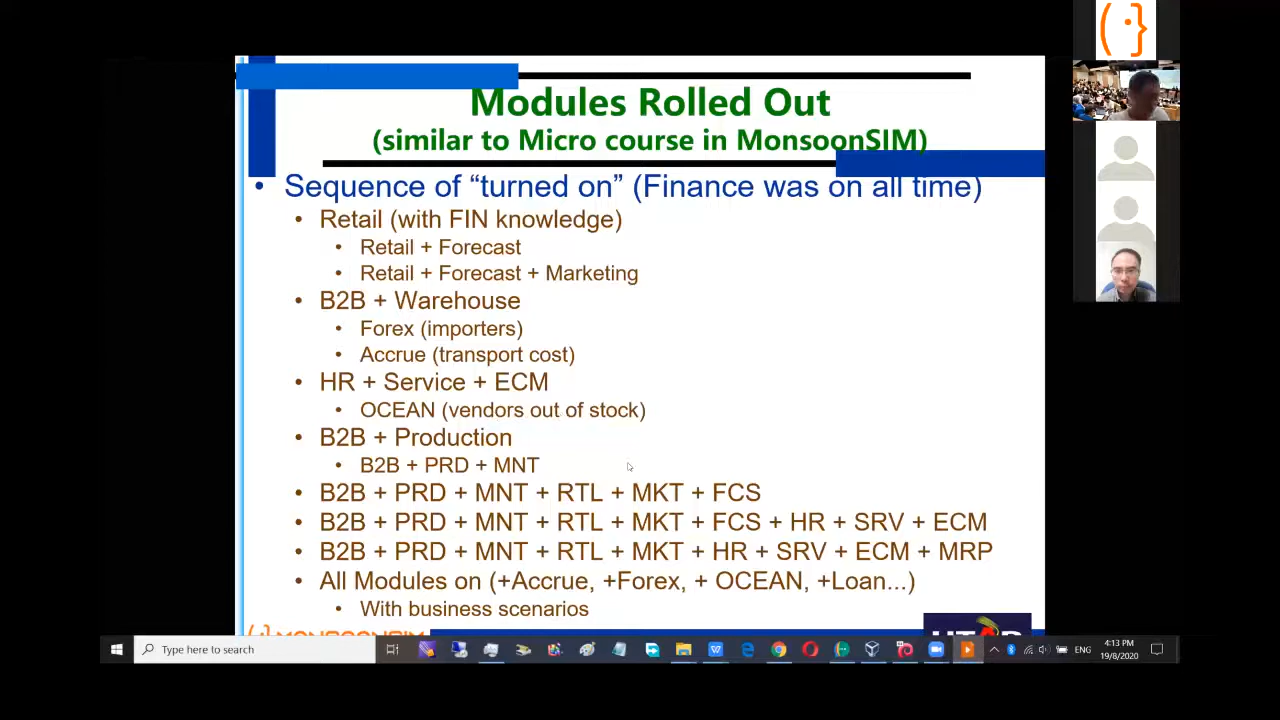 Modules Rolled Out
(similar to Micro course in MonsoonSIM)
• Sequence of “turned on” (Finance was on all time)
• Retail (with FIN knowledge)
• Retail + Forecast
• Retail + Forecast + Marketing
• B2B + Warehouse
• Forex (importers)
• Accrue (transport cost)
• HR + Service + ECM
• OCEAN (vendors out of stock)
• B2B + Production
• B2B + PRD + MNT
• B2B + PRD + MNT + RTL + MKT + FCS
• B2B + PRD + MNT + RTL + MKT + FCS + HR + SRV + ECM
• B2B + PRD + MNT + RTL + MKT + HR + SRV + ECM + MRP
• All Modules on (+Accrue, +Forex, + OCEAN, +Loan...)
• With business scenarios
MONSOONSIM
Type here to search
ENG
4:13 PM
19/8/2020